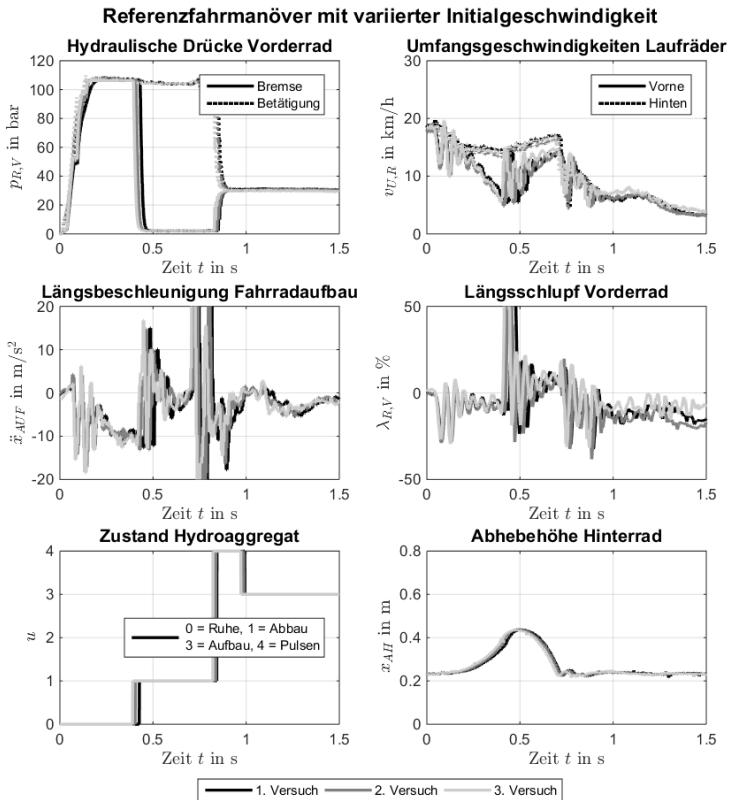 Referenzfahrmanöver mit variierter Initialgeschwindigkeit
Hydraulische Drücke Vorderrad
120
100
80
60
40
20
0
p_{R,V} in bar
Bremse
Betätigung
0 0.5 1 1.5
Zeit t in s
Umfangsgeschwindigkeiten Laufräder
30
20
10
0
v_{U,R} in km/h
Vorne
Hinten
0 0.5 1 1.5
Zeit t in s
Längsbeschleunigung Fahrradaufbau
20
10
0
-10
-20
ẍ_{AUF} in m/s²
0 0.5 1 1.5
Zeit t in s
Längsschlupf Vorderrad
50
0
-50
λ_{R,V} in %
0 0.5 1 1.5
Zeit t in s
Zustand Hydroaggregat
4
3
2
1
0
u
0 = Ruhe, 1 = Abbau
3 = Aufbau, 4 = Pulsen
0 0.5 1 1.5
Zeit t in s
Abhebehöhe Hinterrad
0.8
0.6
0.4
0.2
0
x_{AH} in m
0 0.5 1 1.5
Zeit t in s
1. Versuch 2. Versuch 3. Versuch